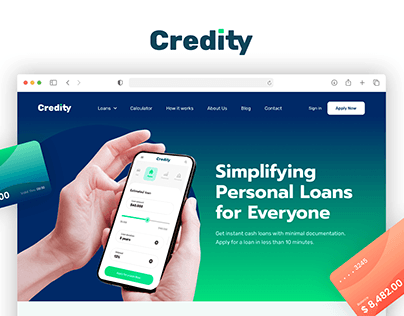 Credity
Credity Loans Calculator How it works About Us Blog Contact Sign in Apply Now
Credity
Estimated loan
$60,000
5 years
10%
Simplifying
Personal Loans
for Everyone
Get instant cash loans with minimal documentation.
Apply for a loan in less than 10 minutes.
3245
$ 8,482.00